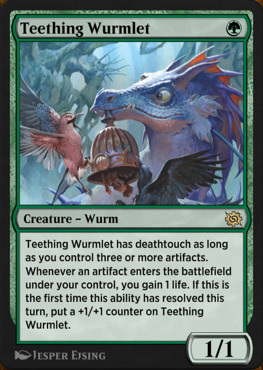 Teething Wurmlet
Creature – Wurm
Teething Wurmlet has deathtouch as long
as you control three or more artifacts.
Whenever an artifact enters the battlefield
under your control, you gain 1 life. If this is
the first time this ability has resolved this
turn, put a +1/+1 counter on Teething
Wurmlet.
Jesper Ejsing
1/1